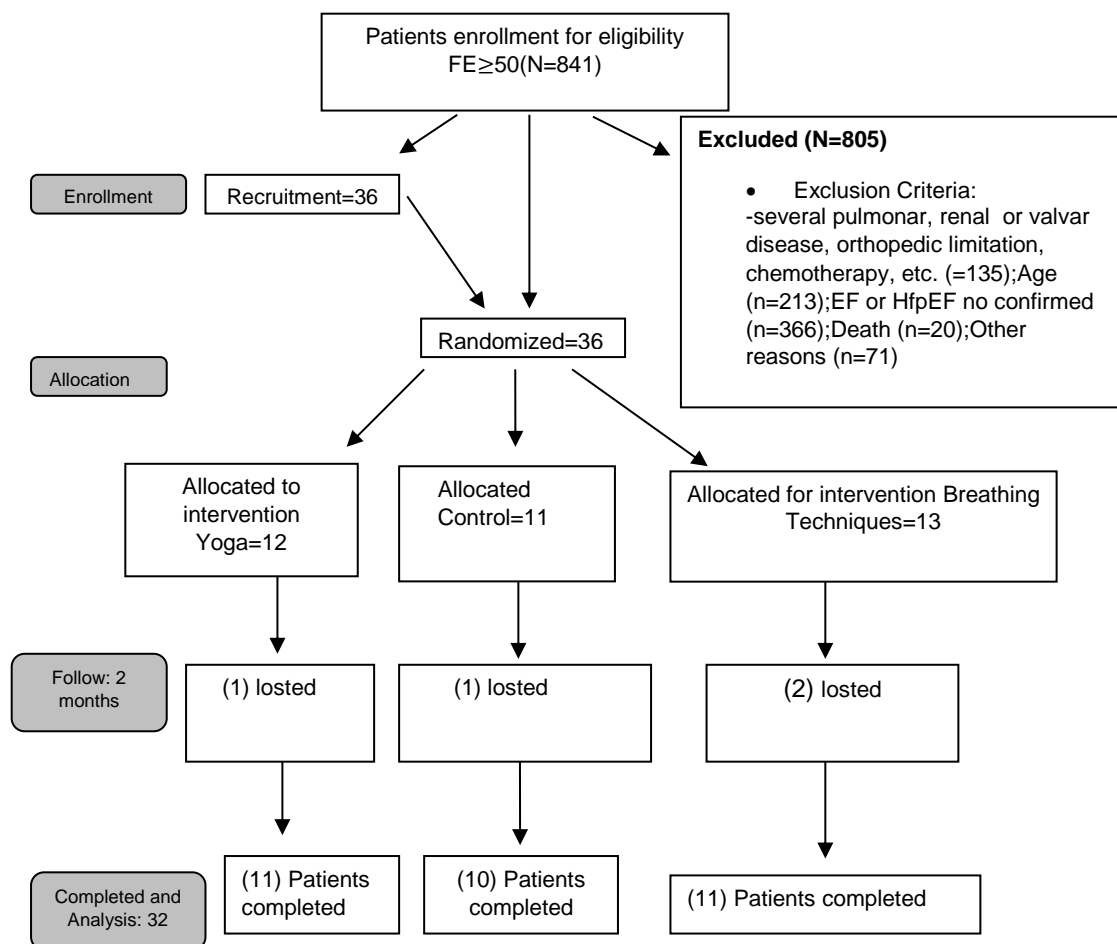 Patients enrollment for eligibility
FE≥50(N=841)
Excluded (N=805)
• Exclusion Criteria:
-several pulmonar, renal or valvar
disease, orthopedic limitation,
chemotherapy, etc. (=135);Age
(n=213);EF or HfpEF no confirmed
(n=366);Death (n=20);Other
reasons (n=71)
Enrollment
Recruitment=36
Randomized=36
Allocation
Allocated to
intervention
Yoga=12
Allocated
Control=11
Allocated for intervention Breathing
Techniques=13
Follow: 2
months
(1) losted
(1) losted
(2) losted
Completed and
Analysis: 32
(11) Patients
completed
(10) Patients
completed
(11) Patients completed